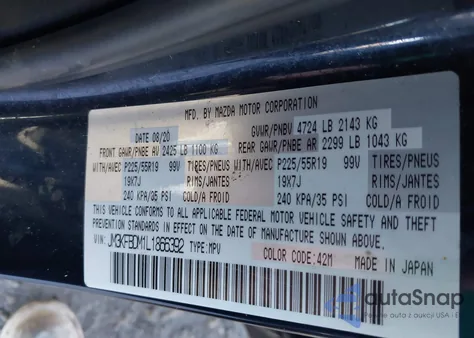 MFD. BY MAZDA MOTOR CORPORATION
DATE 08/20 GVWR/PNBV 4724 LB 2143 KG
FRONT GAWR/PNBE AV 2425 LB 1100 KG REAR GAWR/PNBE AR 2299 LB 1043 KG
WITH/AVEC P225/55R19 99V TIRES/PNEUS WITH/AVEC P225/55R19 99V TIRES/PNEUS
19X7J RIMS/JANTES 19X7J RIMS/JANTES
240 KPA/35 PSI COLD/A FROID 240 KPA/35 PSI COLD/A FROID
THIS VEHICLE CONFORMS TO ALL APPLICABLE FEDERAL MOTOR VEHICLE SAFETY AND THEFT
PREVENTION STANDARDS IN EFFECT ON THE DATE OF MANUFACTURE SHOWN ABOVE.
VIN: JM3KFBDM1L1866392 TYPE: MPV
COLOR CODE: 42M MADE IN JAPAN
autaSnap